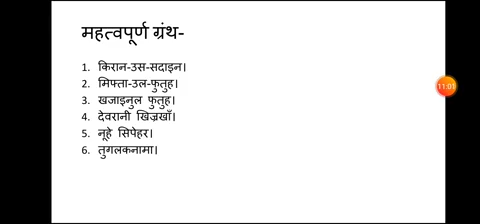 महत्वपूर्ण ग्रंथ-
1. किरान-उस-सदाइन।
2. मिफ्ता-उल-फुतुह।
3. खजाइनुल फुतुह।
4. देवरानी खिज्रखाँ।
5. नूहे सिपेहर।
6. तुगलकनामा।
11:01